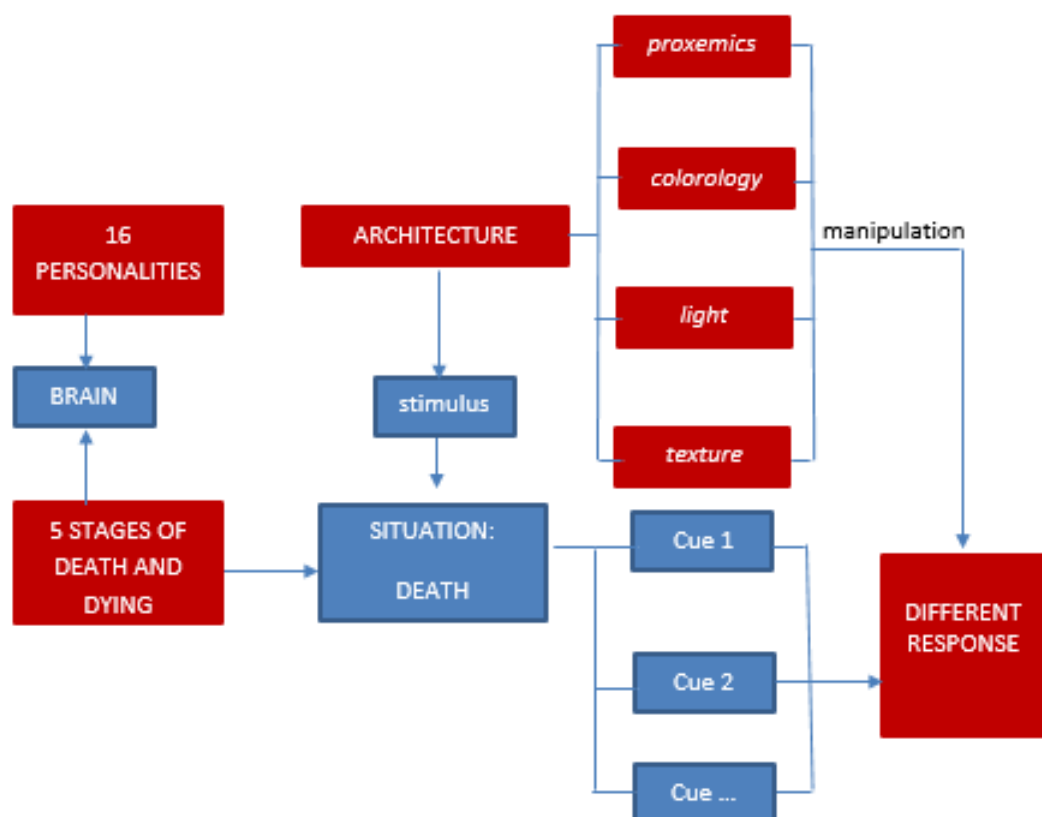 proxemics
colorology
manipulation
16
PERSONALITIES
ARCHITECTURE
light
BRAIN
stimulus
texture
5 STAGES OF
DEATH AND
DYING
SITUATION:
DEATH
Cue 1
Cue 2
Cue ...
DIFFERENT
RESPONSE